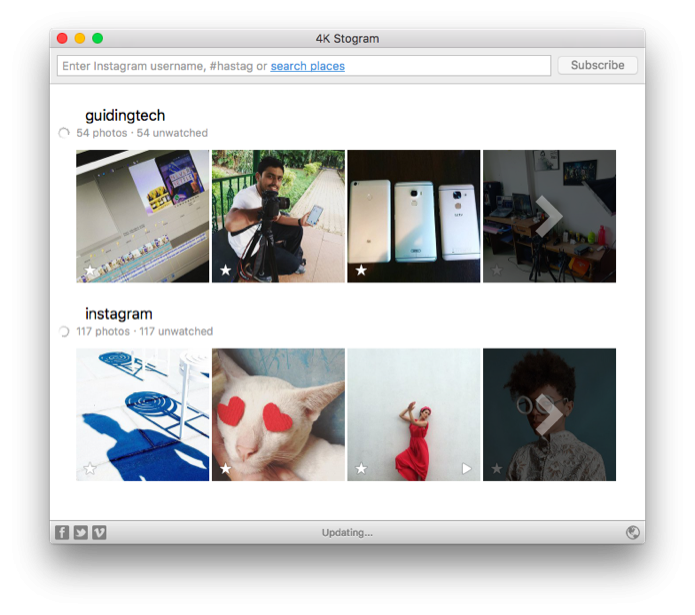 4K Stogram
Enter Instagram username, #hastag or search places
Subscribe
guidingtech
54 photos · 54 unwatched
instagram
117 photos · 117 unwatched
Updating...